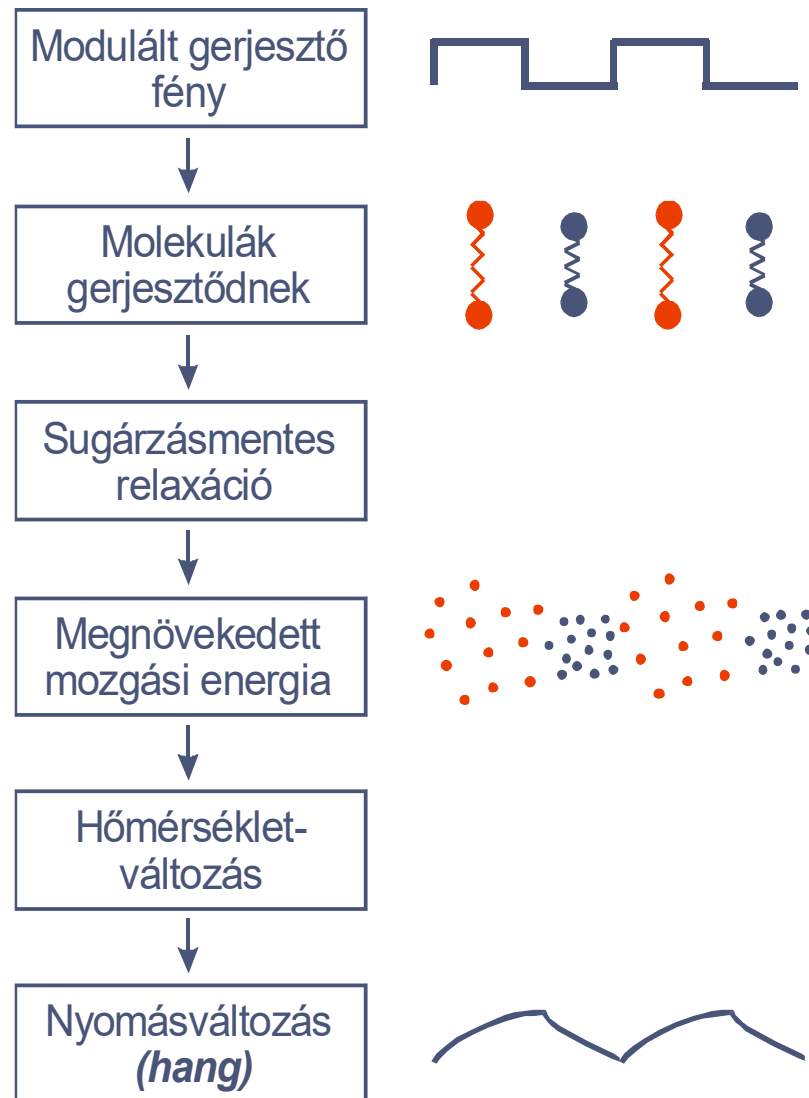 Modulált gerjesztő
fény
Molekulák
gerjesztődnek
Sugárzásmentes
relaxáció
Megnövekedett
mozgási energia
Hőmérséklet-
változás
Nyomásváltozás
(hang)